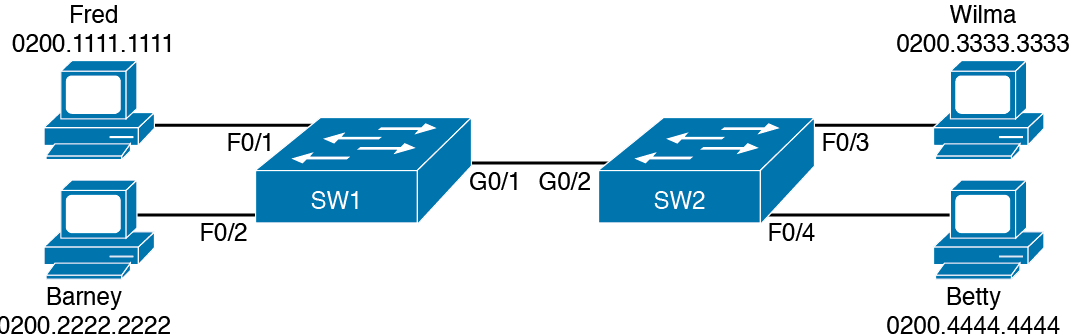 Fred
0200.1111.1111
Wilma
0200.3333.3333
F0/1
F0/3
G0/1
G0/2
SW1
SW2
F0/2
F0/4
Barney
0200.2222.2222
Betty
0200.4444.4444